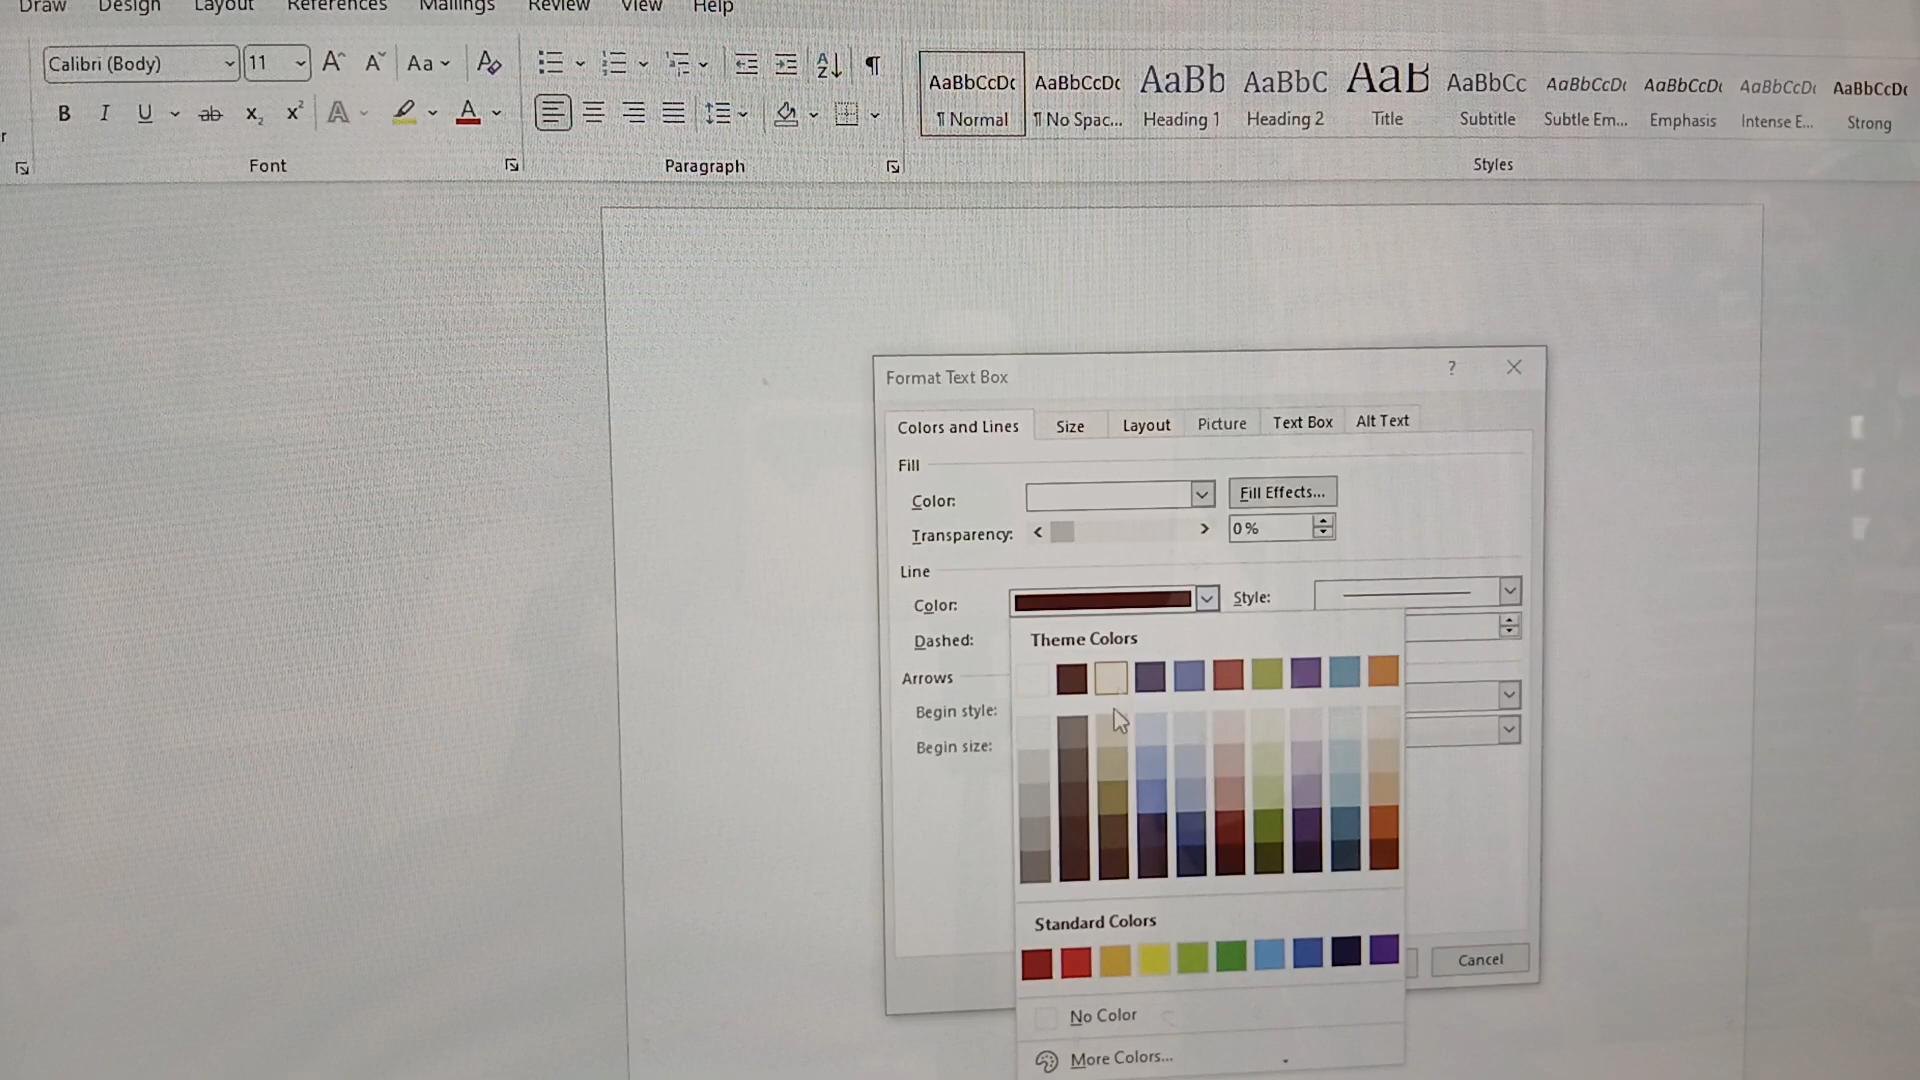 Draw Design Layout References Mailings Review View Help
Calibri (Body) 11 A A Aa A
B I U ab x2 x2 A A
AaBbCcDc AaBbCcDc AaBb AaBbC AaB AaBbCc AaBbCcDc AaBbCcDc AaBbCcDc AaBbCcDc
¶ Normal ¶ No Spac... Heading 1 Heading 2 Title Subtitle Subtle Em... Emphasis Intense E... Strong
Font Paragraph Styles
Format Text Box ?
Colors and Lines Size Layout Picture Text Box Alt Text
Fill
Color: Fill Effects...
Transparency: 0 %
Line
Color: Style:
Dashed:
Theme Colors
Arrows
Begin style:
Begin size:
Standard Colors
Cancel
No Color
More Colors...